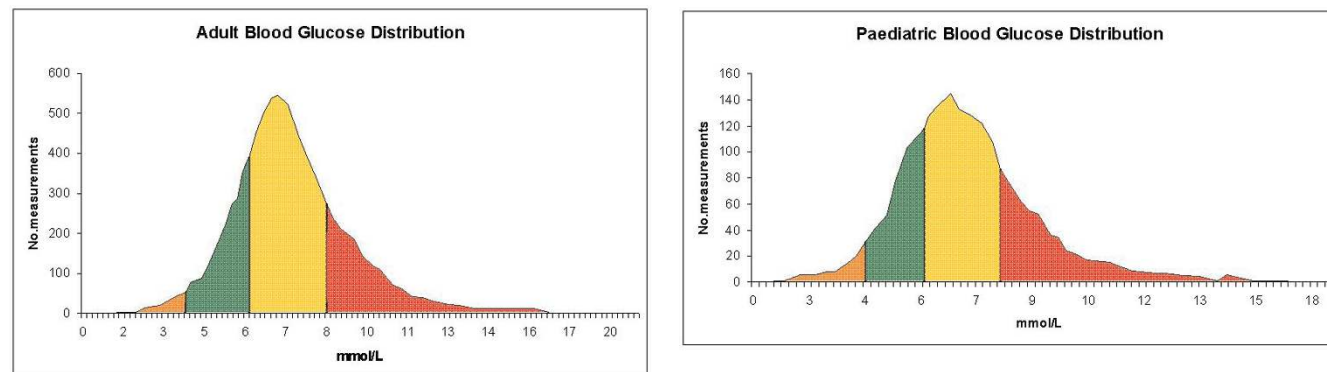 Adult Blood Glucose Distribution
No.measurements
600
500
400
300
200
100
0
0 2 3 5 6 7 8 10 11 13 14 16 17 20
mmol/L
Paediatric Blood Glucose Distribution
No.measurements
160
140
120
100
80
60
40
20
0
0 3 4 6 7 9 10 12 13 15 18
mmol/L